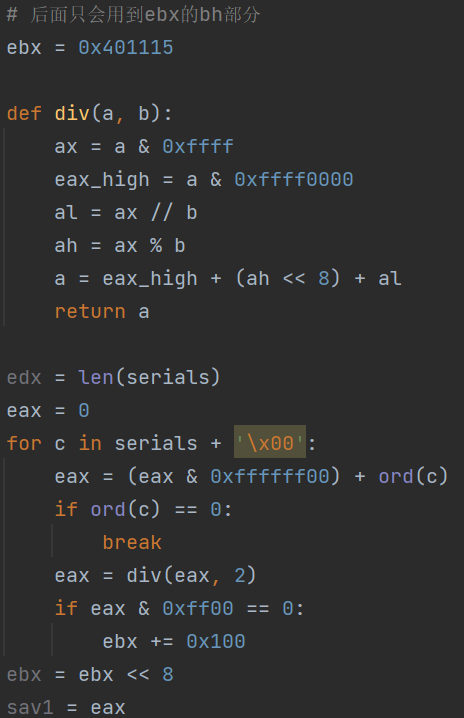 # 后面只会用到ebx的bh部分
ebx = 0x401115
def div(a, b):
    ax = a & 0xffff
    eax_high = a & 0xffff0000
    al = ax // b
    ah = ax % b
    a = eax_high + (ah << 8) + al
    return a
edx = len(serials)
eax = 0
for c in serials + '\x00':
    eax = (eax & 0xffffff00) + ord(c)
    if ord(c) == 0:
        break
    eax = div(eax, 2)
    if eax & 0xff00 == 0:
        ebx += 0x100
ebx = ebx << 8
sav1 = eax